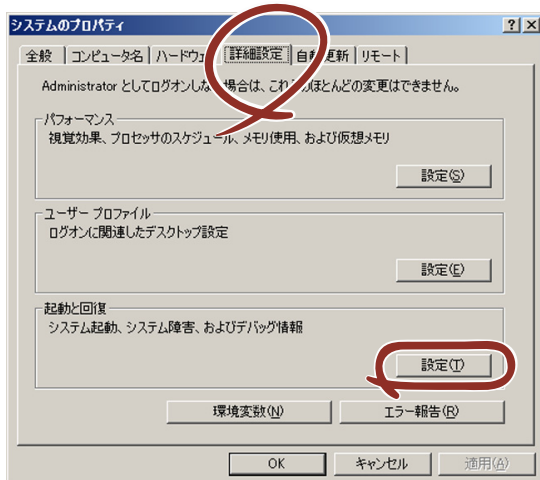 システムのプロパティ
全般 コンピュータ名 ハードウェ 詳細設定 自動更新 リモート
Administrator としてログオンしな 場合は、これ のほとんどの変更はできません。
パフォーマンス
視覚効果、プロセッサのスケジュール、メモリ使用、および仮想メモリ
設定(S)
ユーザー プロファイル
ログオンに関連したデスクトップ設定
設定(E)
起動と回復
システム起動、システム障害、およびデバッグ情報
設定(T)
環境変数(N) エラー報告(R)
OK キャンセル 適用(A)